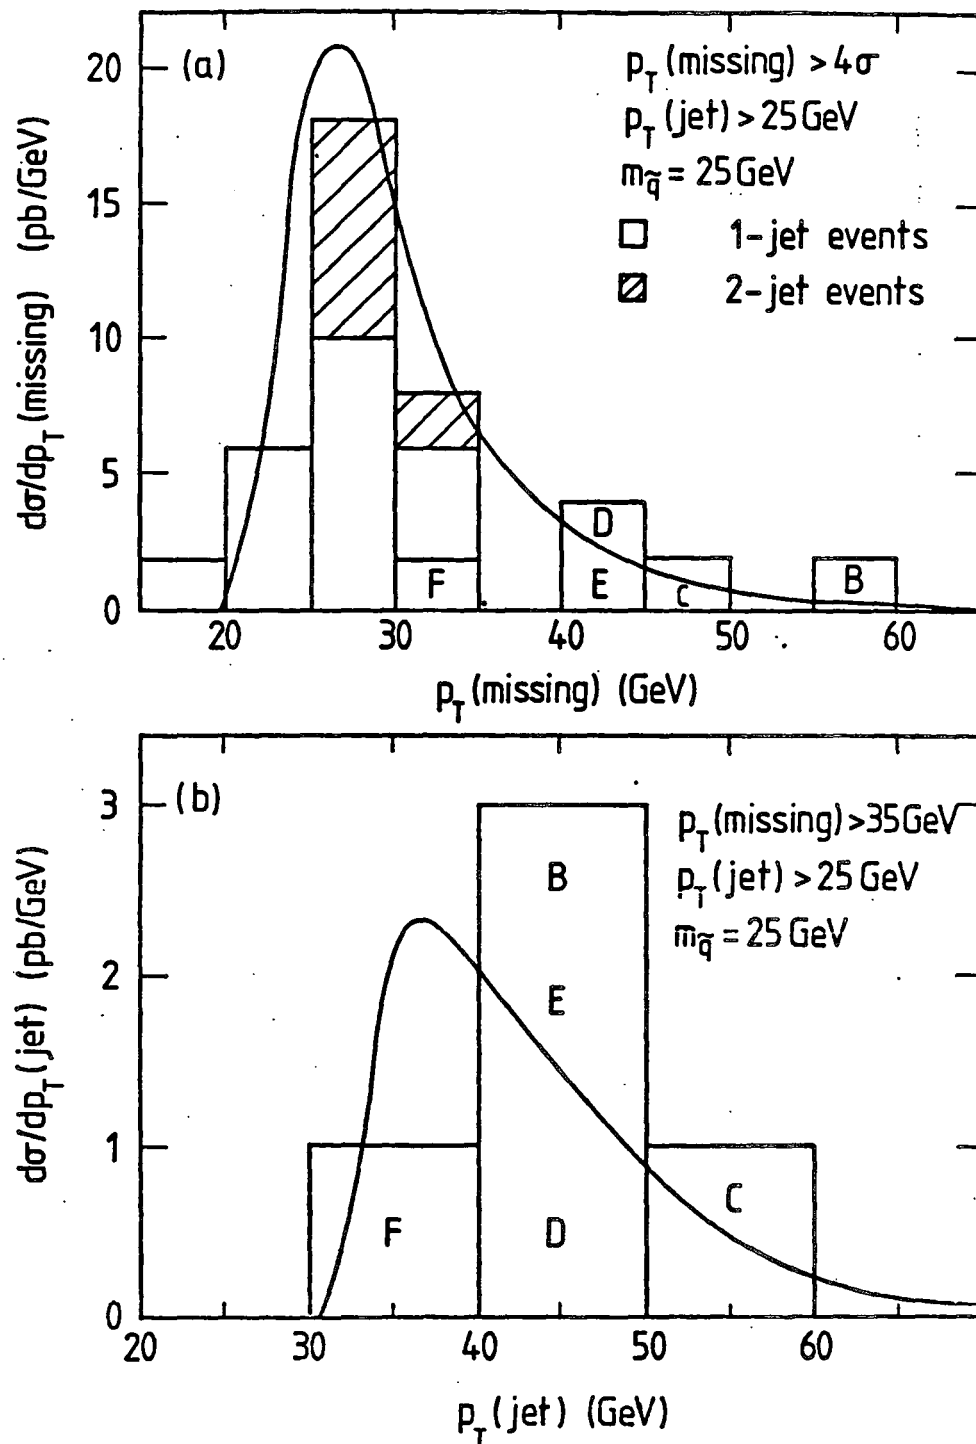 (a)
p_T (missing) > 4σ
p_T (jet) > 25 GeV
m_q̃ = 25 GeV
1-jet events
2-jet events
dσ/dp_T (missing) (pb/GeV)
20
15
10
5
0
F
D
E
C
B
20 30 40 50 60
p_T (missing) (GeV)
(b)
p_T (missing) > 35 GeV
p_T (jet) > 25 GeV
m_q̃ = 25 GeV
dσ/dp_T (jet) (pb/GeV)
3
2
1
0
B
E
F
D
C
20 30 40 50 60
p_T (jet) (GeV)